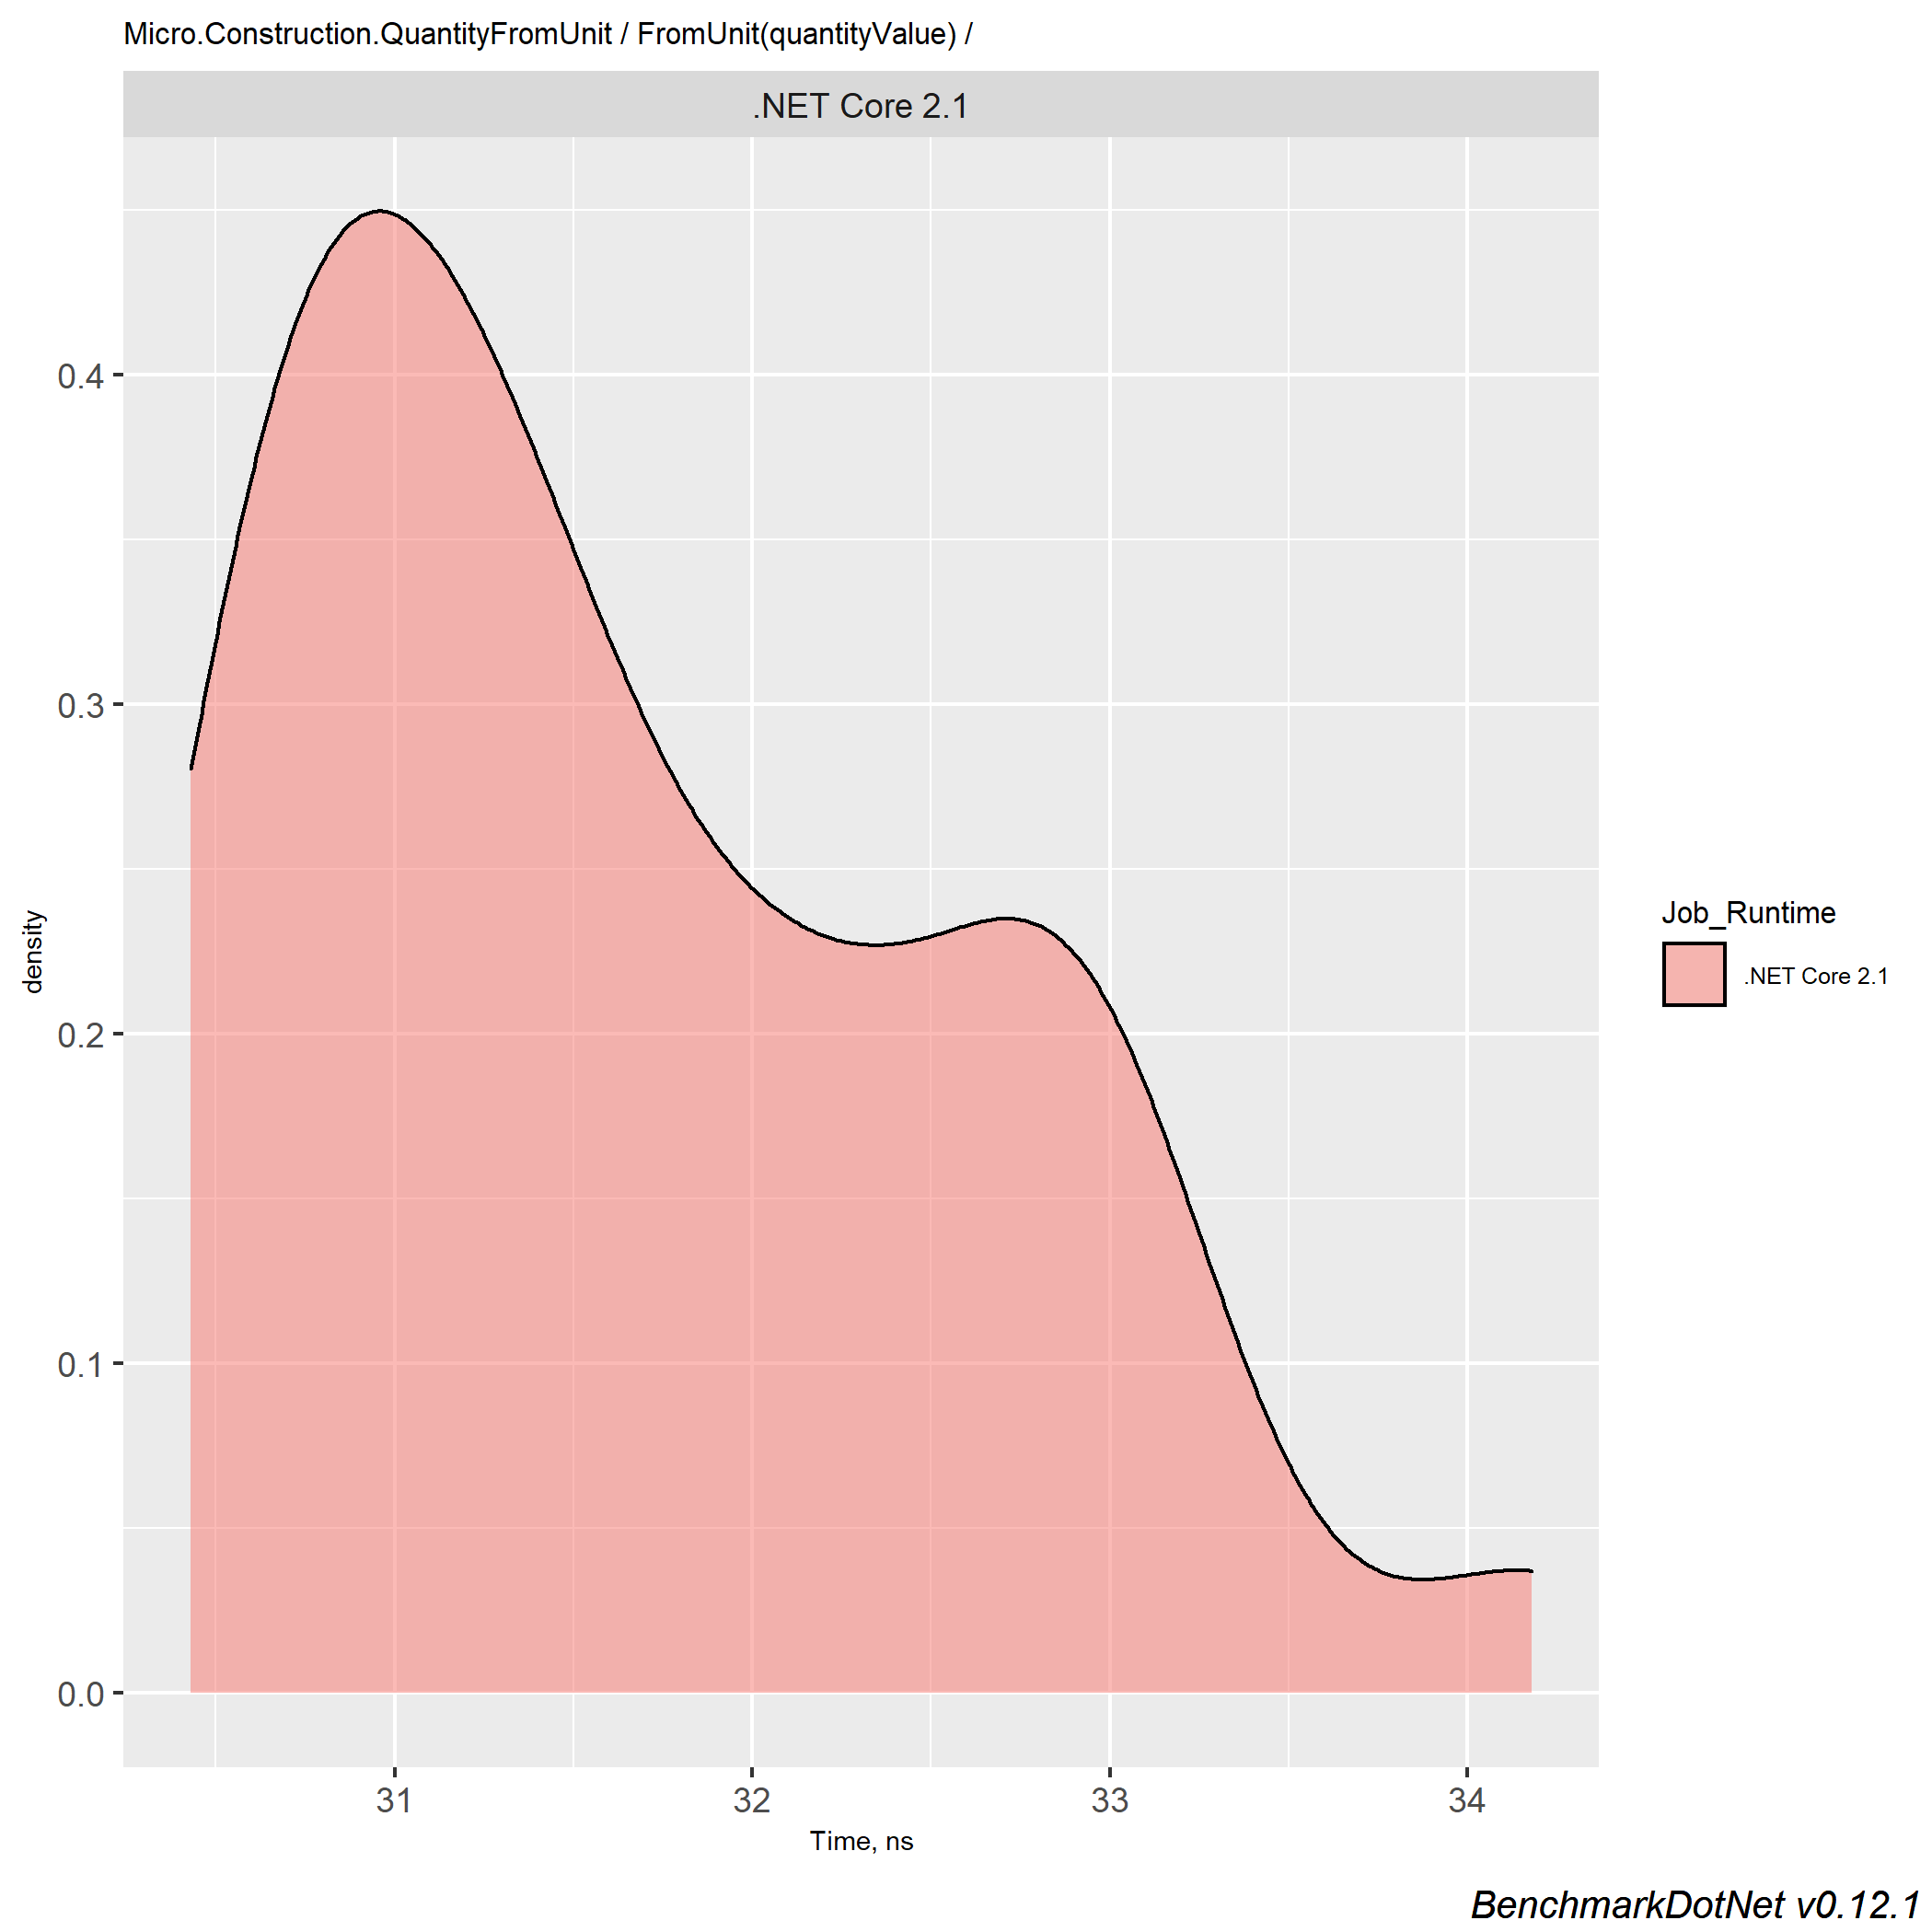 Micro.Construction.QuantityFromUnit / FromUnit(quantityValue) /
.NET Core 2.1
0.4
0.3
0.2
0.1
0.0
density
31 32 33 34
Time, ns
Job_Runtime
.NET Core 2.1
BenchmarkDotNet v0.12.1